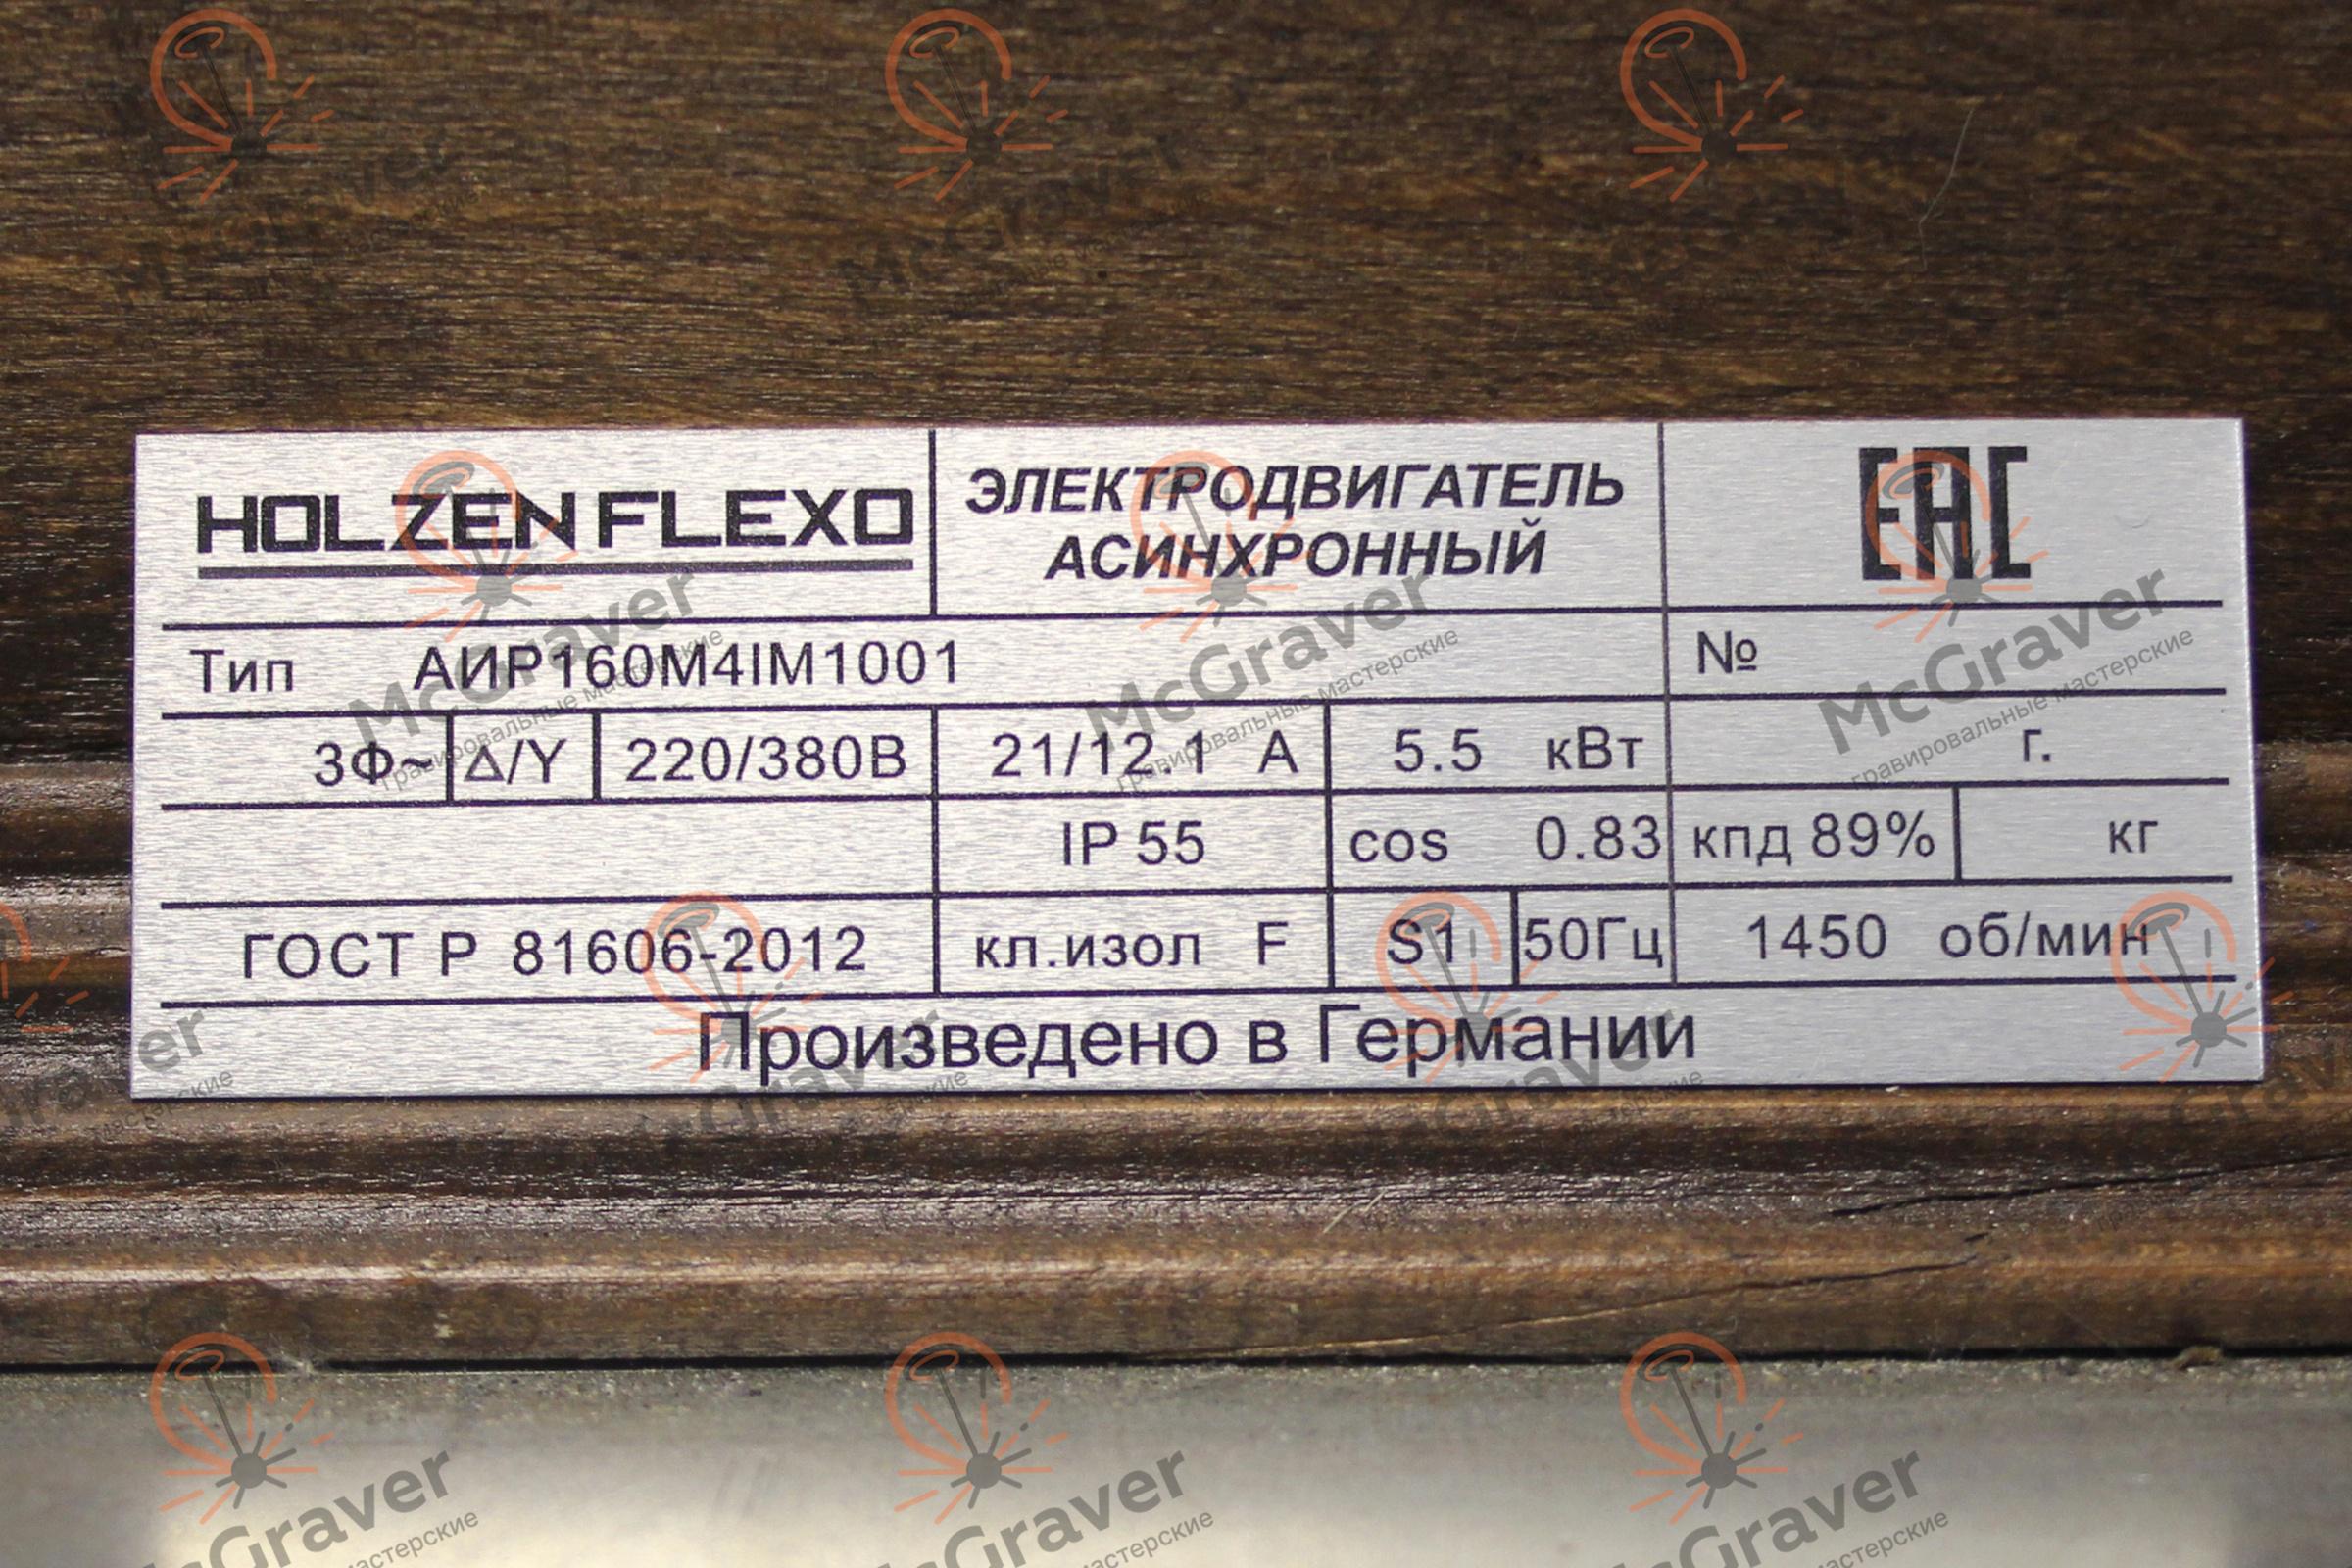 HOLZEN FLEXO
ЭЛЕКТРОДВИГАТЕЛЬ
АСИНХРОННЫЙ
ЕАС
Тип АИР160М4IM1001 №
3Ф~ Δ/Y 220/380В 21/12.1 А 5.5 кВт г.
IP 55 cos 0.83 кпд 89% кг
ГОСТ Р 81606-2012 кл.изол F S1 50Гц 1450 об/мин
Произведено в Германии
McGraver
гравировальные мастерские